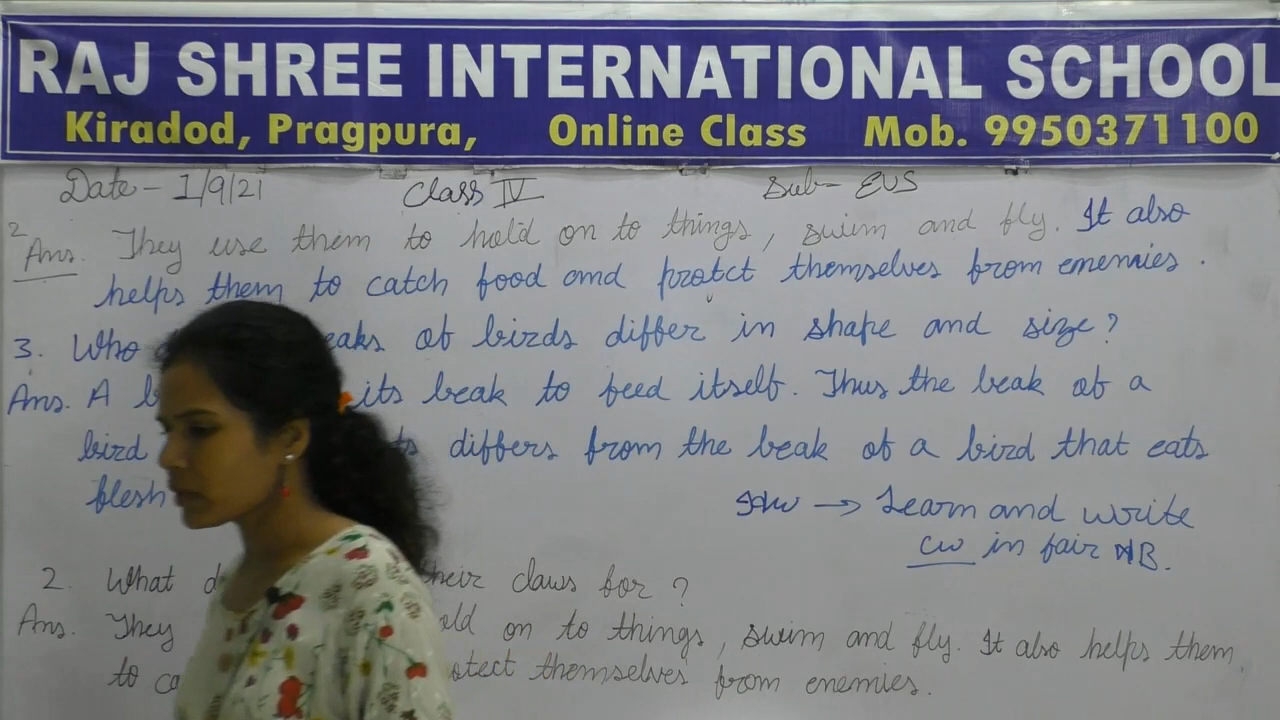 RAJ SHREE INTERNATIONAL SCHOOL
Kiradod, Pragpura, Online Class Mob. 9950371100
Date - 1/9/21 Class IV Sub- EVS
2 Ans. They use them to hold on to things, swim and fly. It also
helps them to catch food and protct themselves from enemies.
3. Who of birds differ in shape and size?
Ans. A its beak to feed itself. Thus the beak of a
bird differs from the beak of a bird that eats
flesh
HW → Learn and write
CW in fair NB.
2. What their claws for?
Ans. They hold on to things, swim and fly. It also helps them
to protect themselves from enemies.